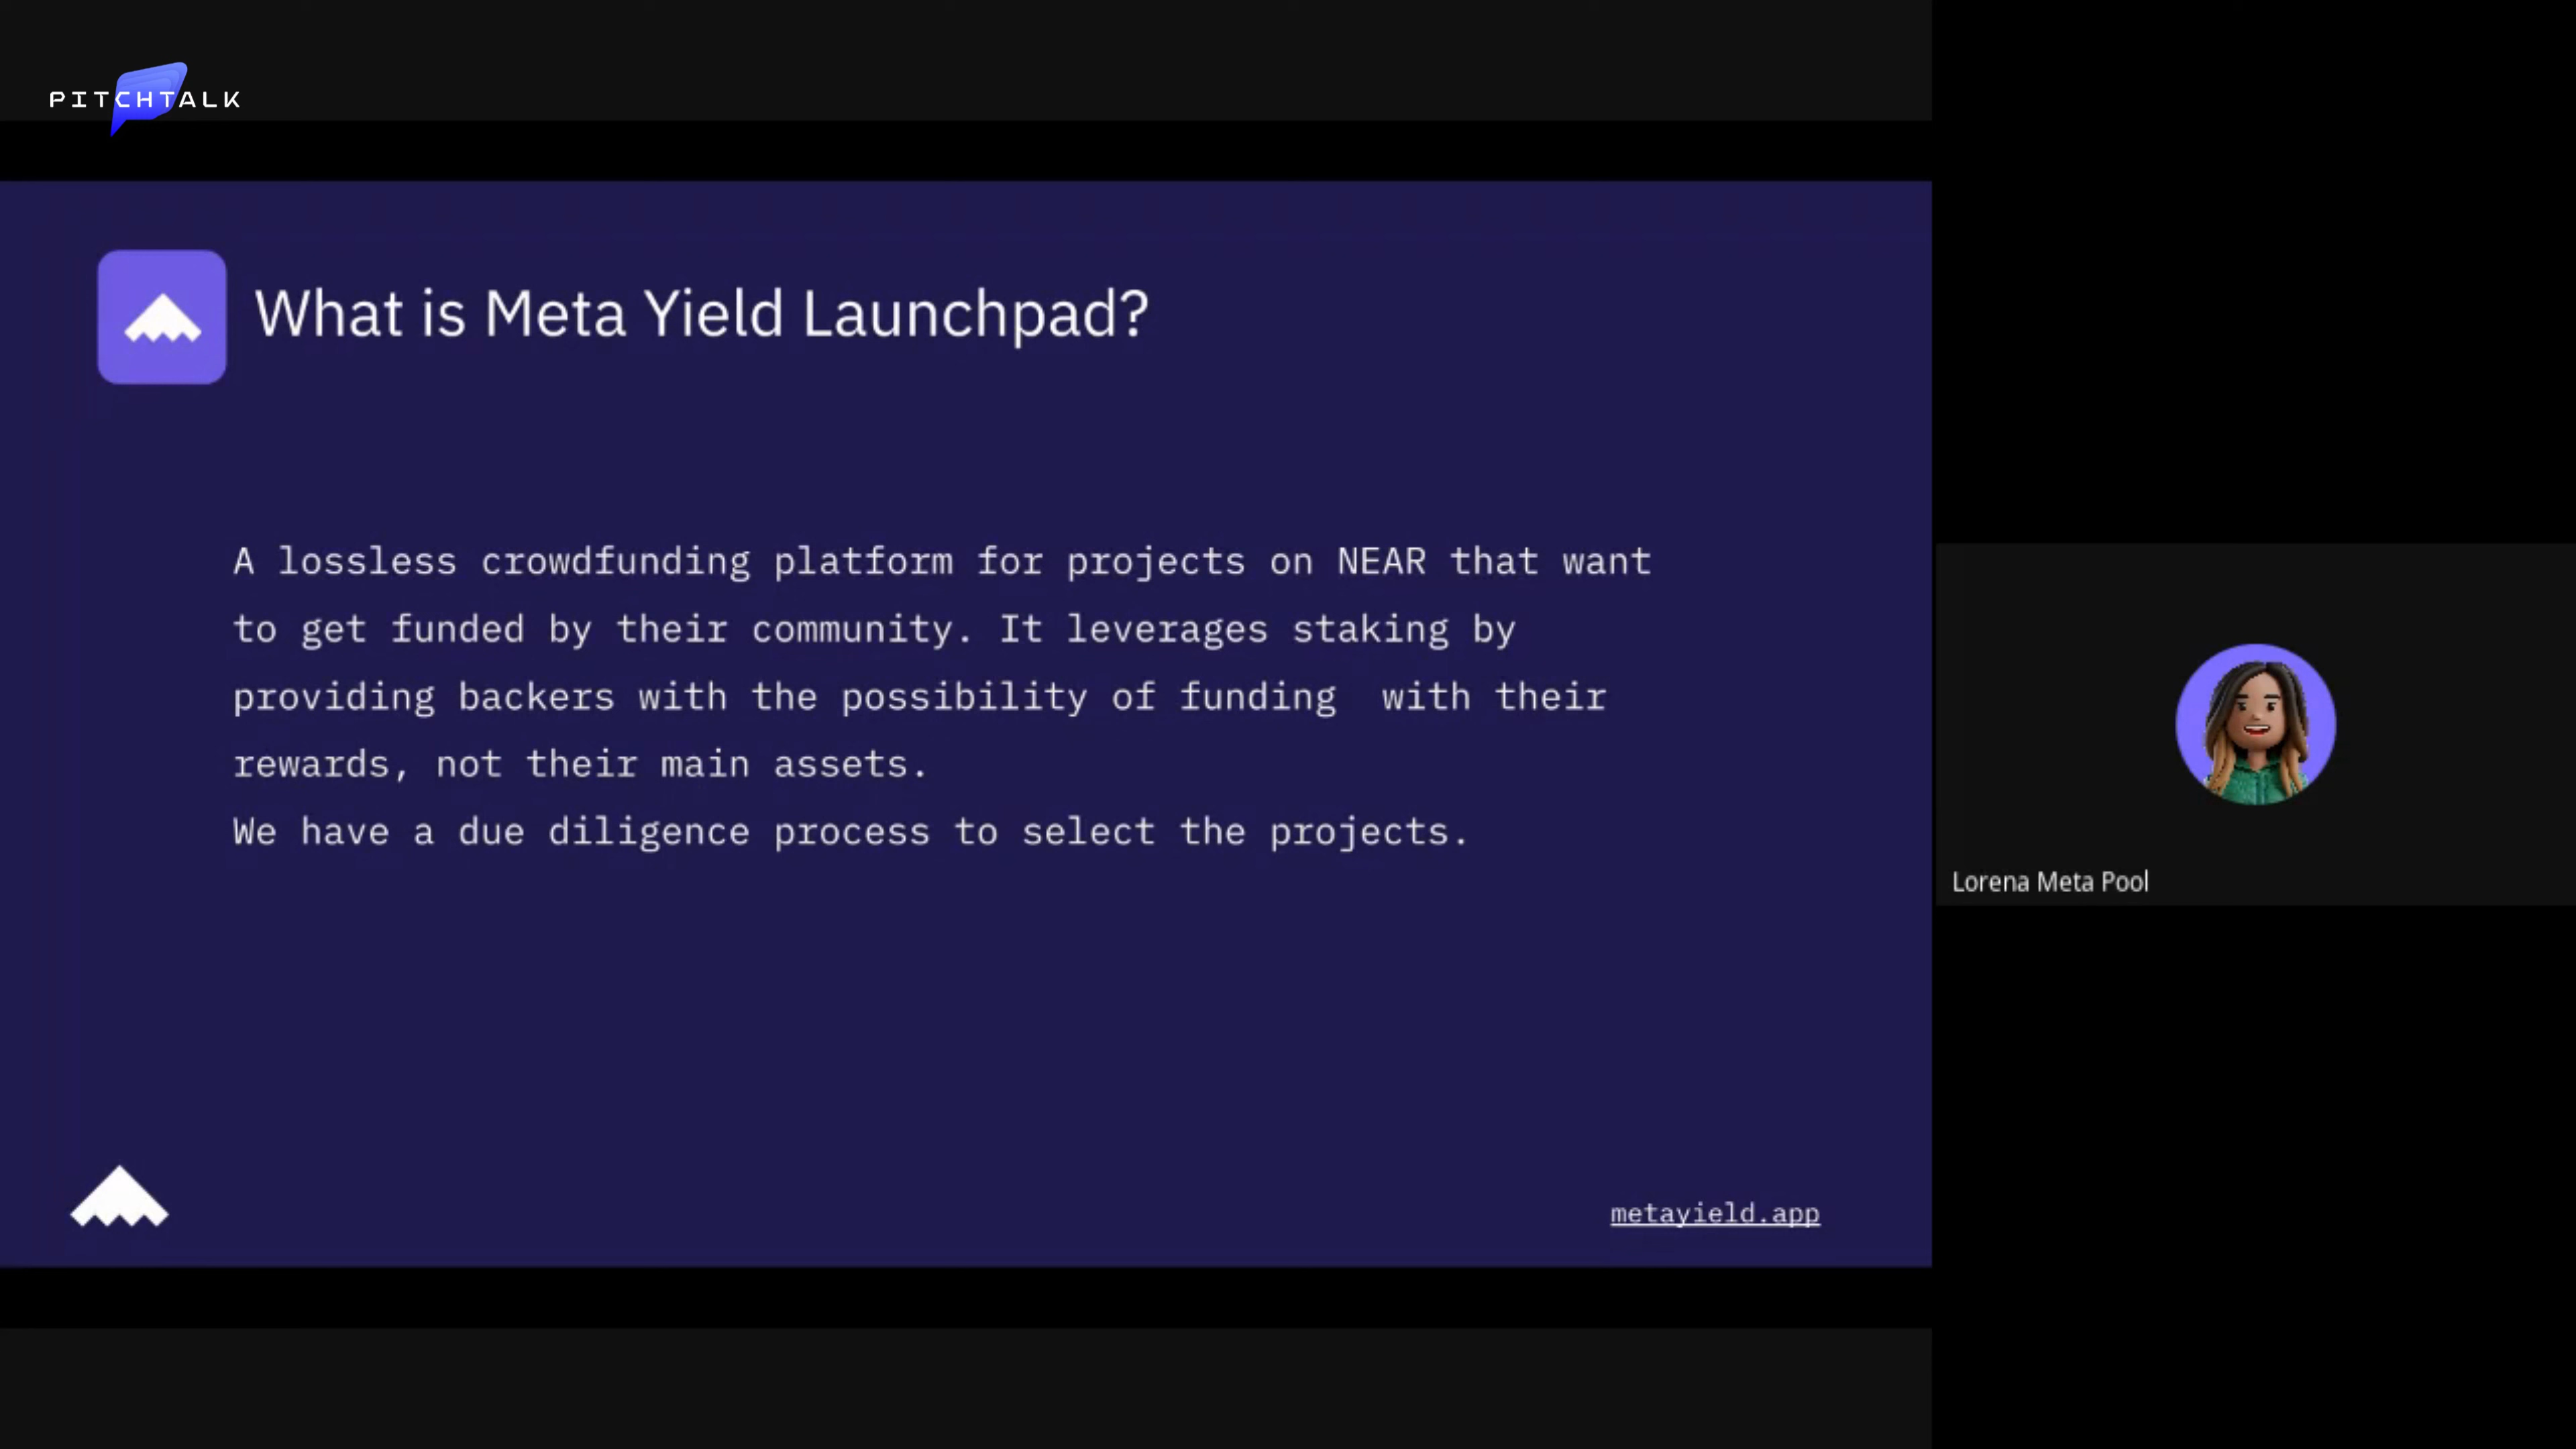 PITCHTALK
What is Meta Yield Launchpad?
A lossless crowdfunding platform for projects on NEAR that want
to get funded by their community. It leverages staking by
providing backers with the possibility of funding  with their
rewards, not their main assets.
We have a due diligence process to select the projects.
Lorena Meta Pool
metayield.app